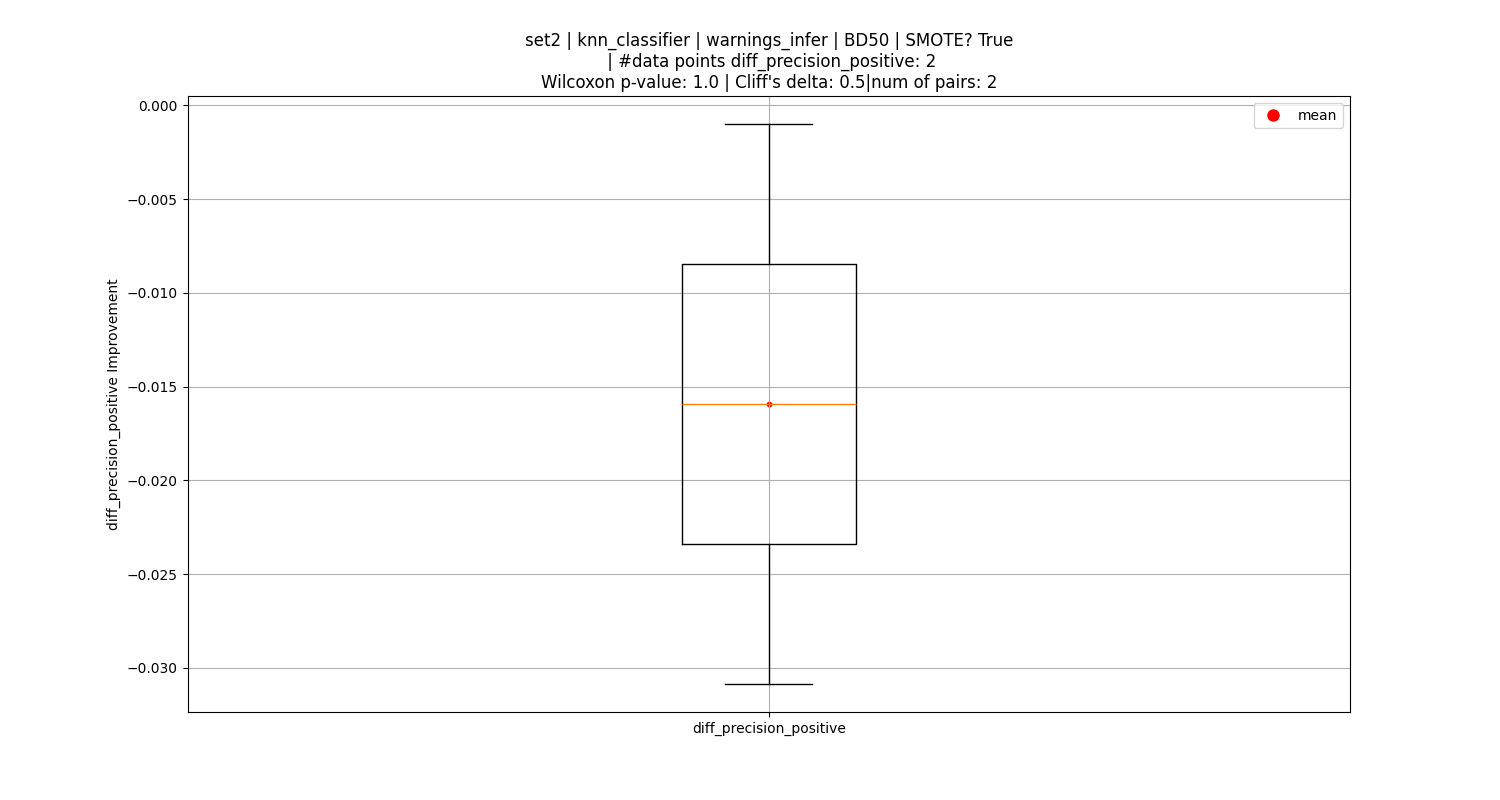 set2 | knn_classifier | warnings_infer | BD50 | SMOTE? True
| #data points diff_precision_positive: 2
Wilcoxon p-value: 1.0 | Cliff's delta: 0.5|num of pairs: 2
mean
0.000
−0.005
−0.010
−0.015
−0.020
−0.025
−0.030
diff_precision_positive Improvement
diff_precision_positive